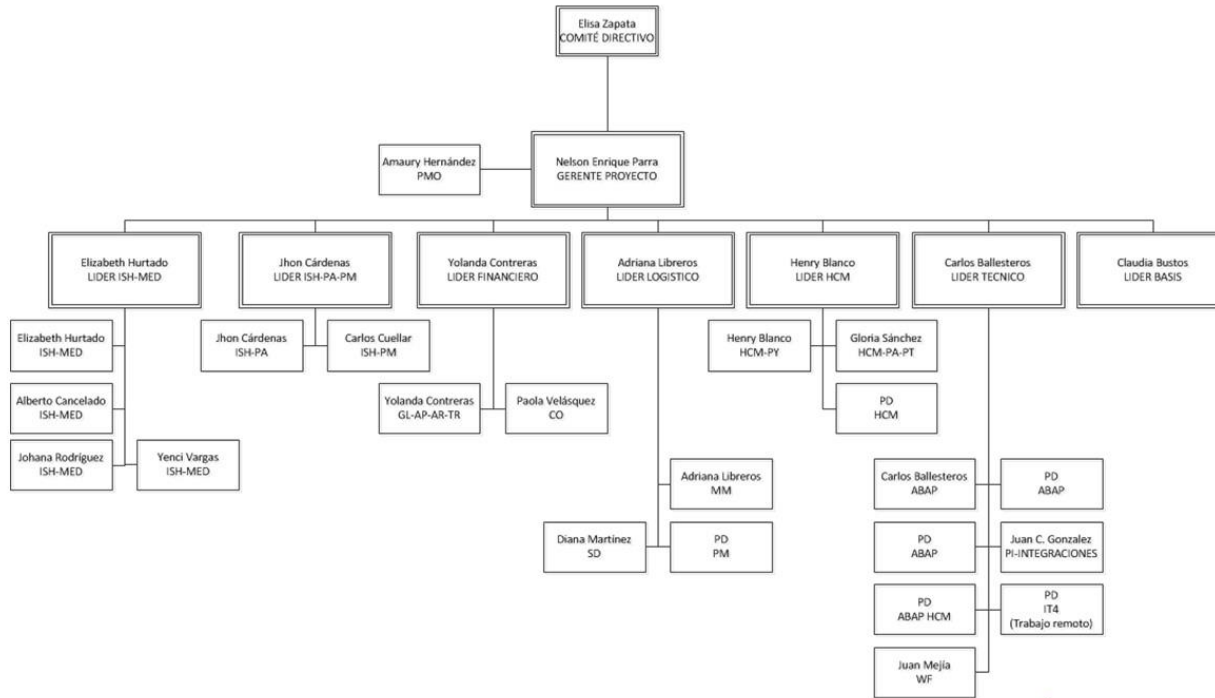 Elisa Zapata
COMITÉ DIRECTIVO
Amaury Hernández
PMO
Nelson Enrique Parra
GERENTE PROYECTO
Elizabeth Hurtado
LIDER ISH-MED
Jhon Cárdenas
LIDER ISH-PA-PM
Yolanda Contreras
LIDER FINANCIERO
Adriana Libreros
LIDER LOGISTICO
Henry Blanco
LIDER HCM
Carlos Ballesteros
LIDER TECNICO
Claudia Bustos
LIDER BASIS
Elizabeth Hurtado
ISH-MED
Alberto Cancelado
ISH-MED
Johana Rodríguez
ISH-MED
Yenci Vargas
ISH-MED
Jhon Cárdenas
ISH-PA
Carlos Cuellar
ISH-PM
Yolanda Contreras
GL-AP-AR-TR
Paola Velásquez
CO
Adriana Libreros
MM
Diana Martínez
SD
PD
PM
Henry Blanco
HCM-PY
Gloria Sánchez
HCM-PA-PT
PD
HCM
Carlos Ballesteros
ABAP
PD
ABAP
PD
ABAP
Juan C. Gonzalez
PI-INTEGRACIONES
PD
ABAP HCM
PD
IT4
(Trabajo remoto)
Juan Mejía
WF